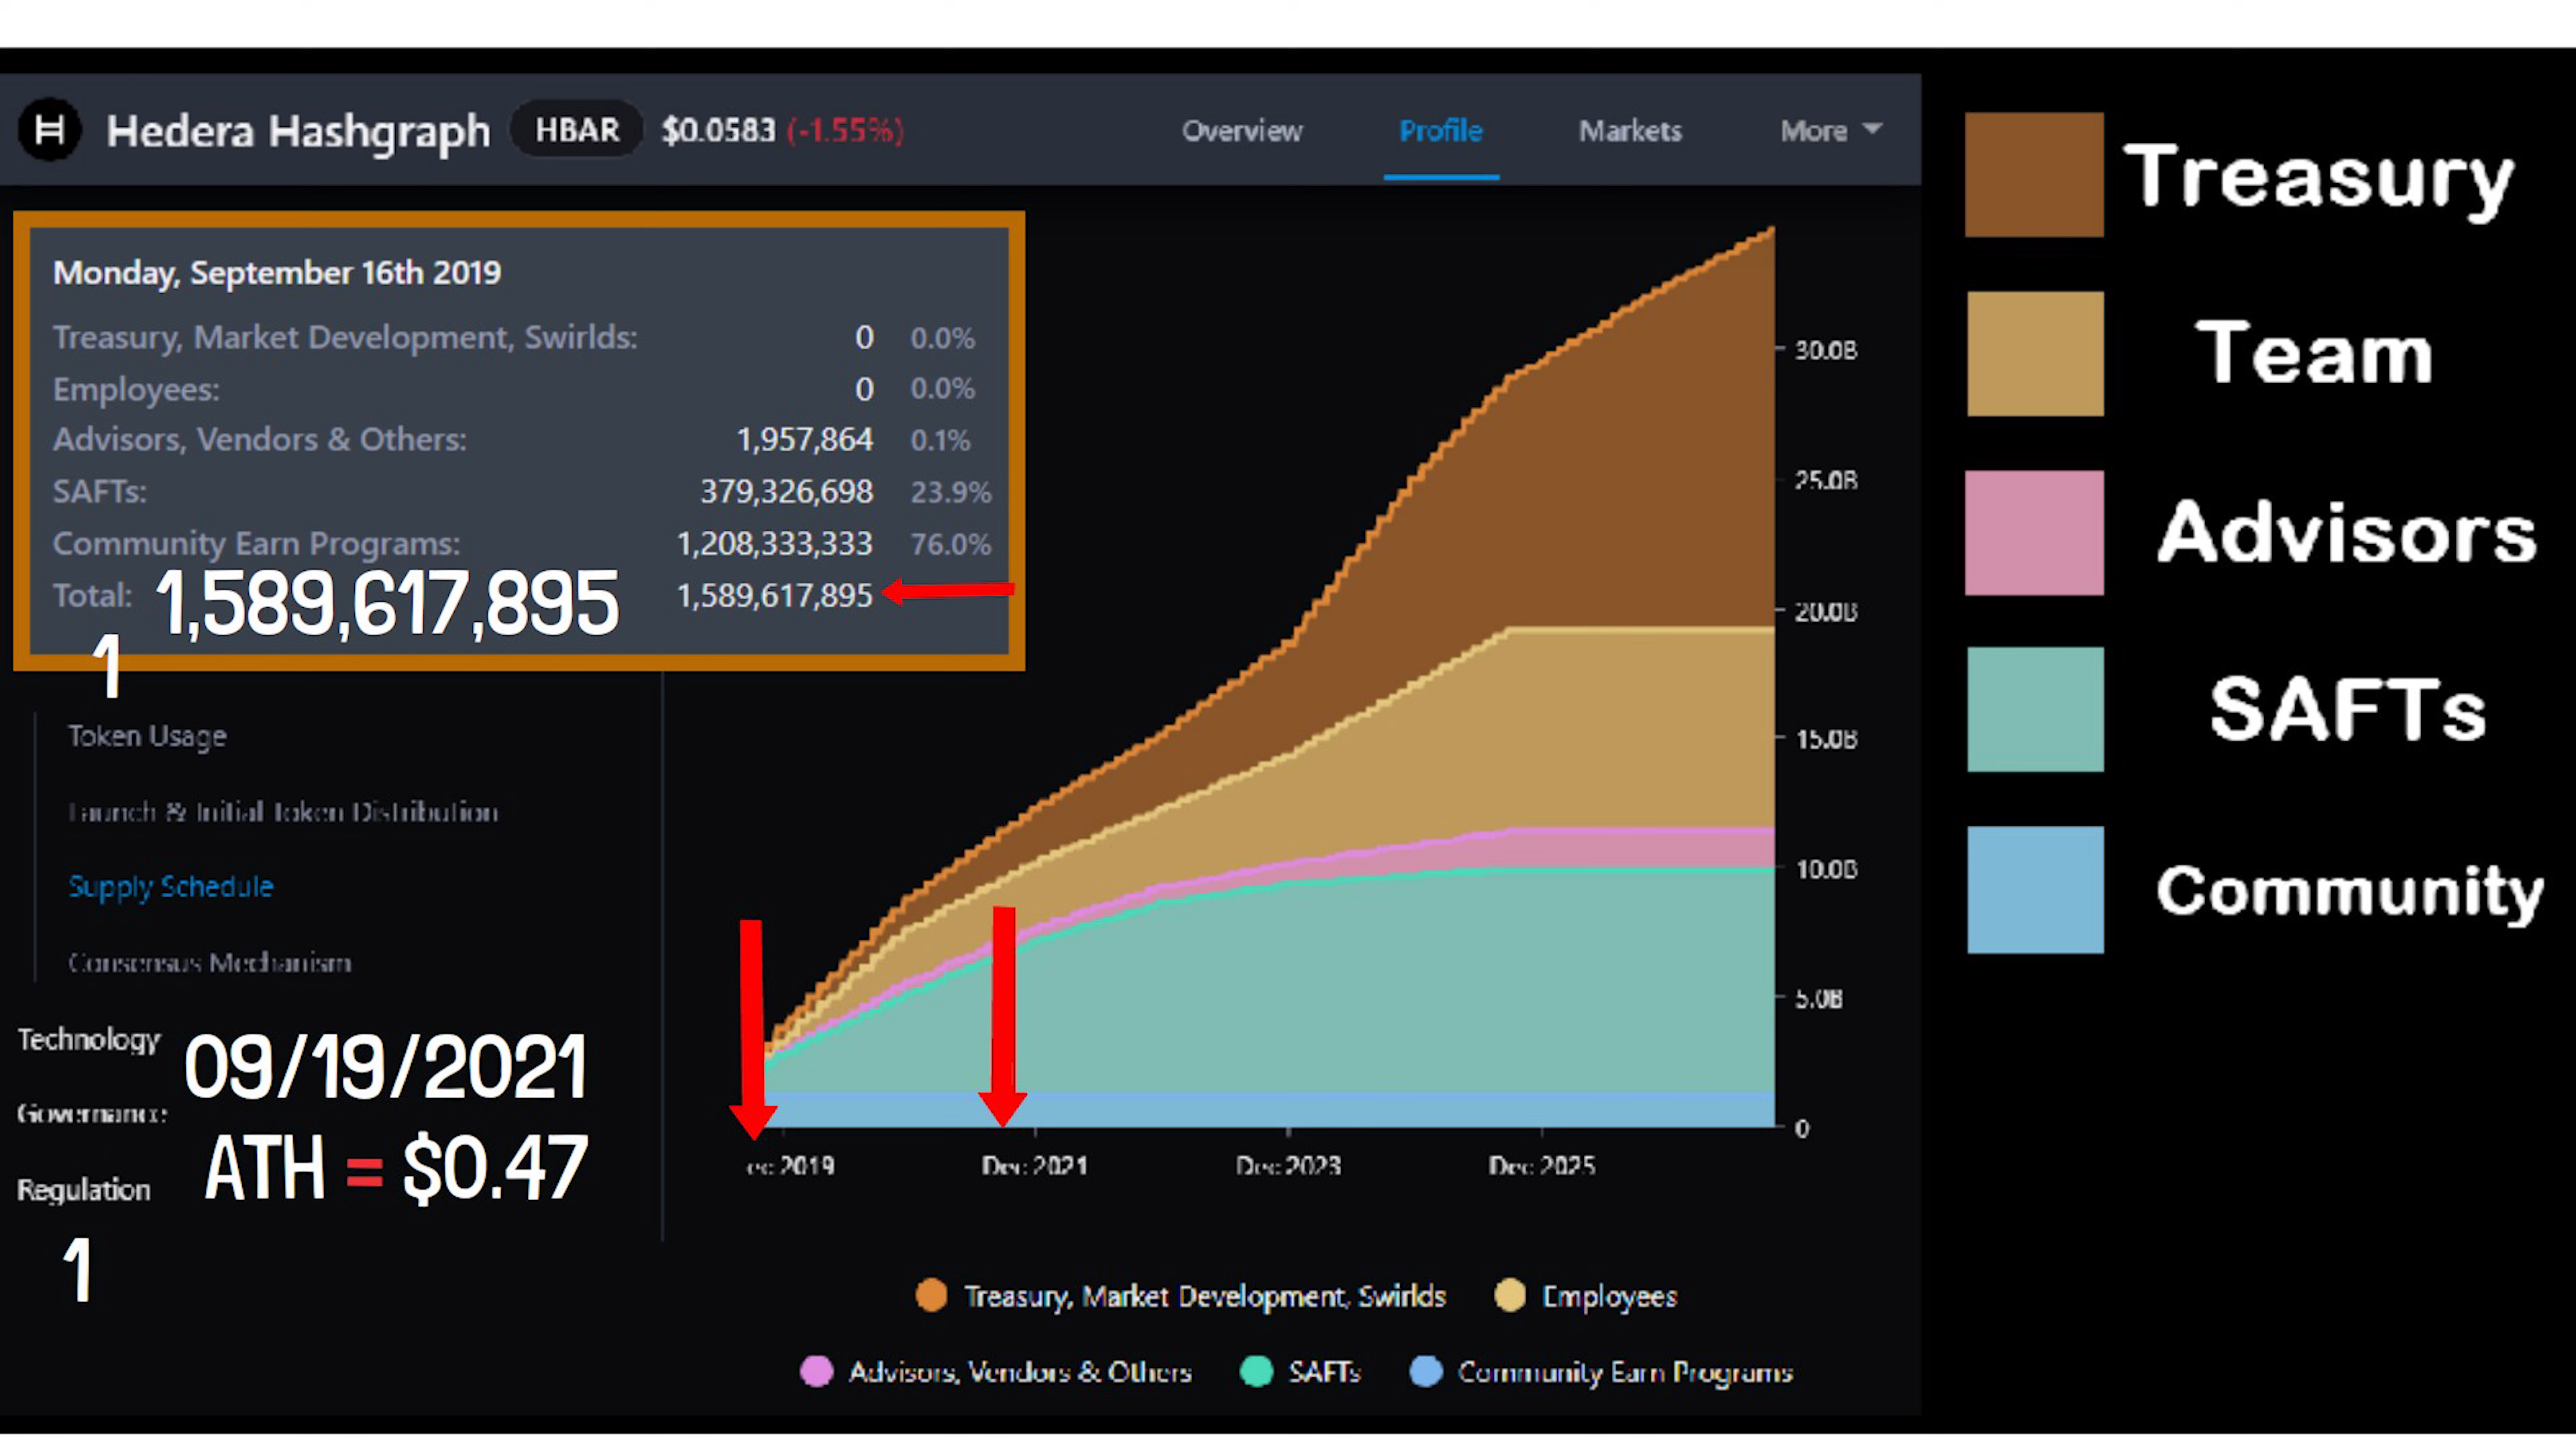 Hedera Hashgraph HBAR $0.0583 (-1.55%) Overview Profile Markets More
Monday, September 16th 2019
Treasury, Market Development, Swirlds: 0 0.0%
Employees: 0 0.0%
Advisors, Vendors & Others: 1,957,864 0.1%
SAFTs: 379,326,698 23.9%
Community Earn Programs: 1,208,333,333 76.0%
Total: 1,589,617,895 1,589,617,895
1
Token Usage
Launch & Initial Token Distribution
Supply Schedule
Consensus Mechanism
Technology
09/19/2021
Governance
ATH = $0.47
Regulation
1
30.0B
25.0B
20.0B
15.0B
10.0B
5.0B
0
ec 2019 Dec 2021 Dec 2023 Dec 2025
Treasury, Market Development, Swirlds Employees
Advisors, Vendors & Others SAFTs Community Earn Programs
Treasury
Team
Advisors
SAFTs
Community